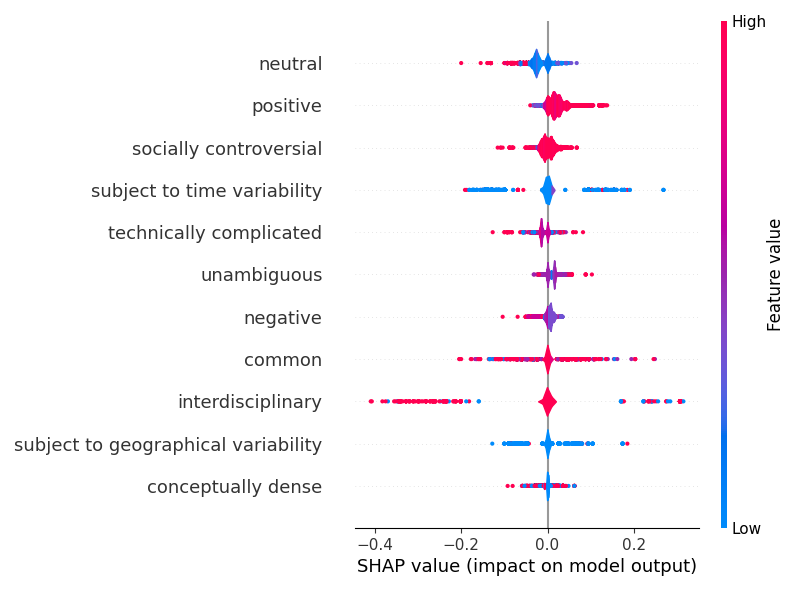 High
neutral
positive
socially controversial
subject to time variability
technically complicated
unambiguous
negative
common
interdisciplinary
subject to geographical variability
conceptually dense
Low
Feature value
−0.4 −0.2 0.0 0.2
SHAP value (impact on model output)